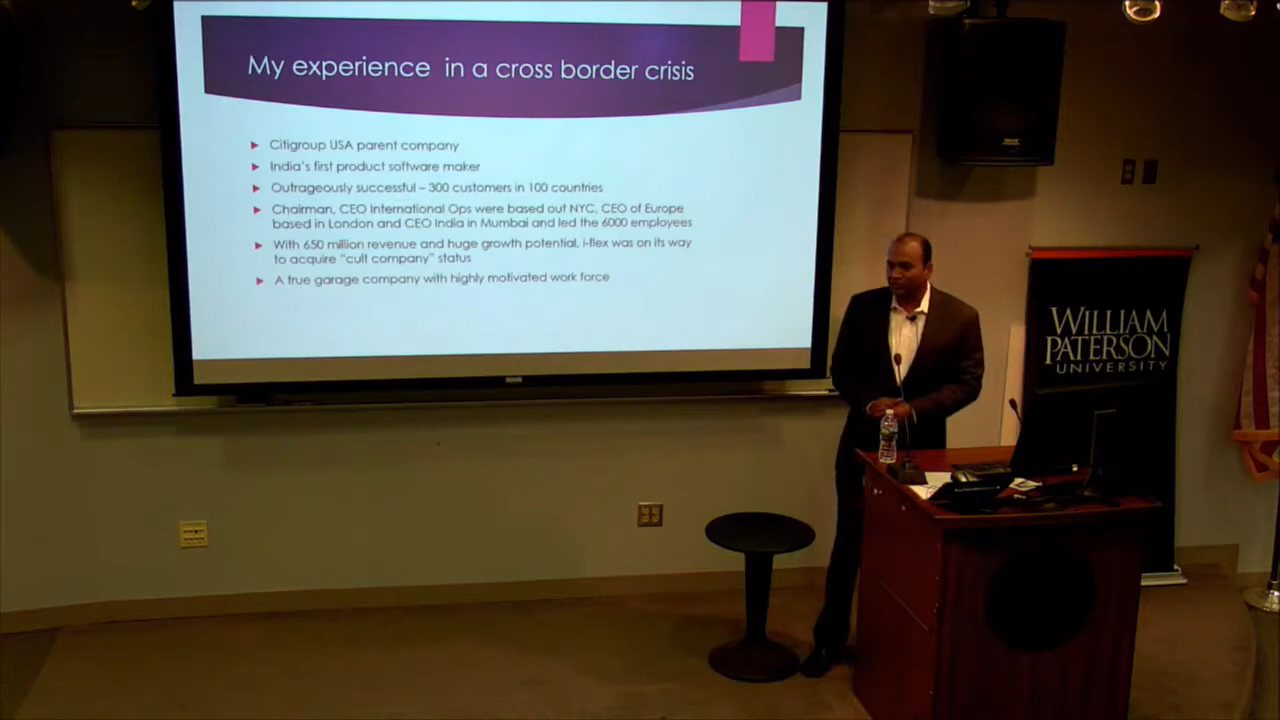 My experience in a cross border crisis
Citigroup USA parent company
India's first product software maker
Outrageously successful – 300 customers in 100 countries
Chairman, CEO International Ops were based out NYC, CEO of Europe
based in London and CEO India in Mumbai and led the 6000 employees
With 650 million revenue and huge growth potential, i-flex was on its way
to acquire “cult company” status
A true garage company with highly motivated work force
WILLIAM
PATERSON
UNIVERSITY